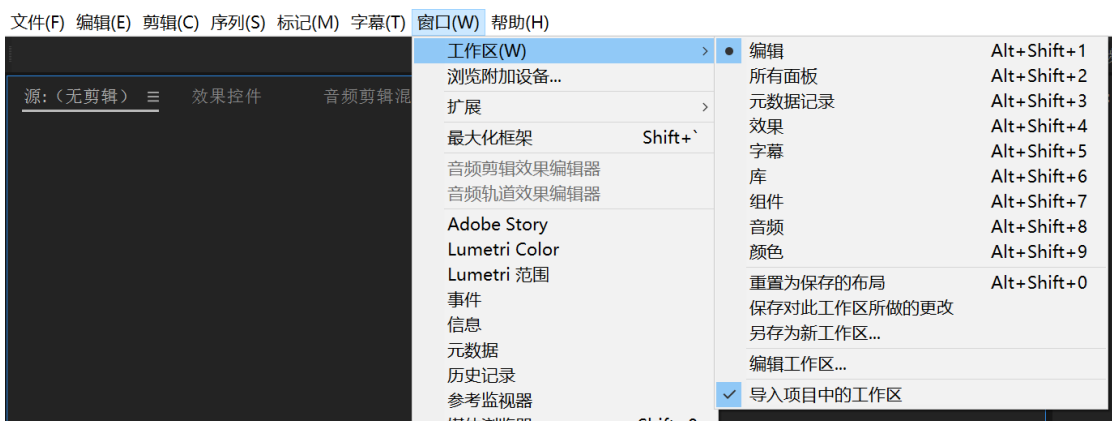 文件(F) 编辑(E) 剪辑(C) 序列(S) 标记(M) 字幕(T) 窗口(W) 帮助(H)
源:（无剪辑） 效果控件 音频剪辑混
工作区(W)
浏览附加设备...
扩展
最大化框架 Shift+`
音频剪辑效果编辑器
音频轨道效果编辑器
Adobe Story
Lumetri Color
Lumetri 范围
事件
信息
元数据
历史记录
参考监视器
编辑 Alt+Shift+1
所有面板 Alt+Shift+2
元数据记录 Alt+Shift+3
效果 Alt+Shift+4
字幕 Alt+Shift+5
库 Alt+Shift+6
组件 Alt+Shift+7
音频 Alt+Shift+8
颜色 Alt+Shift+9
重置为保存的布局 Alt+Shift+0
保存对此工作区所做的更改
另存为新工作区...
编辑工作区...
导入项目中的工作区